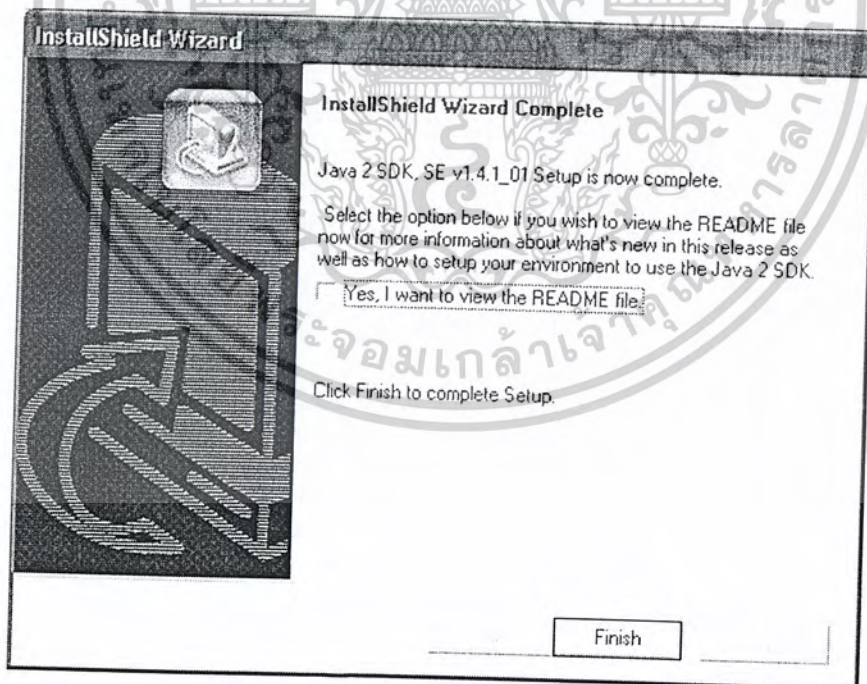 InstallShield Wizard
InstallShield Wizard Complete
Java 2 SDK, SE v1.4.1_01 Setup is now complete.
Select the option below if you wish to view the README file
now for more information about what's new in this release as
well as how to setup your environment to use the Java 2 SDK.
Yes, I want to view the README file.
Click Finish to complete Setup.
Finish